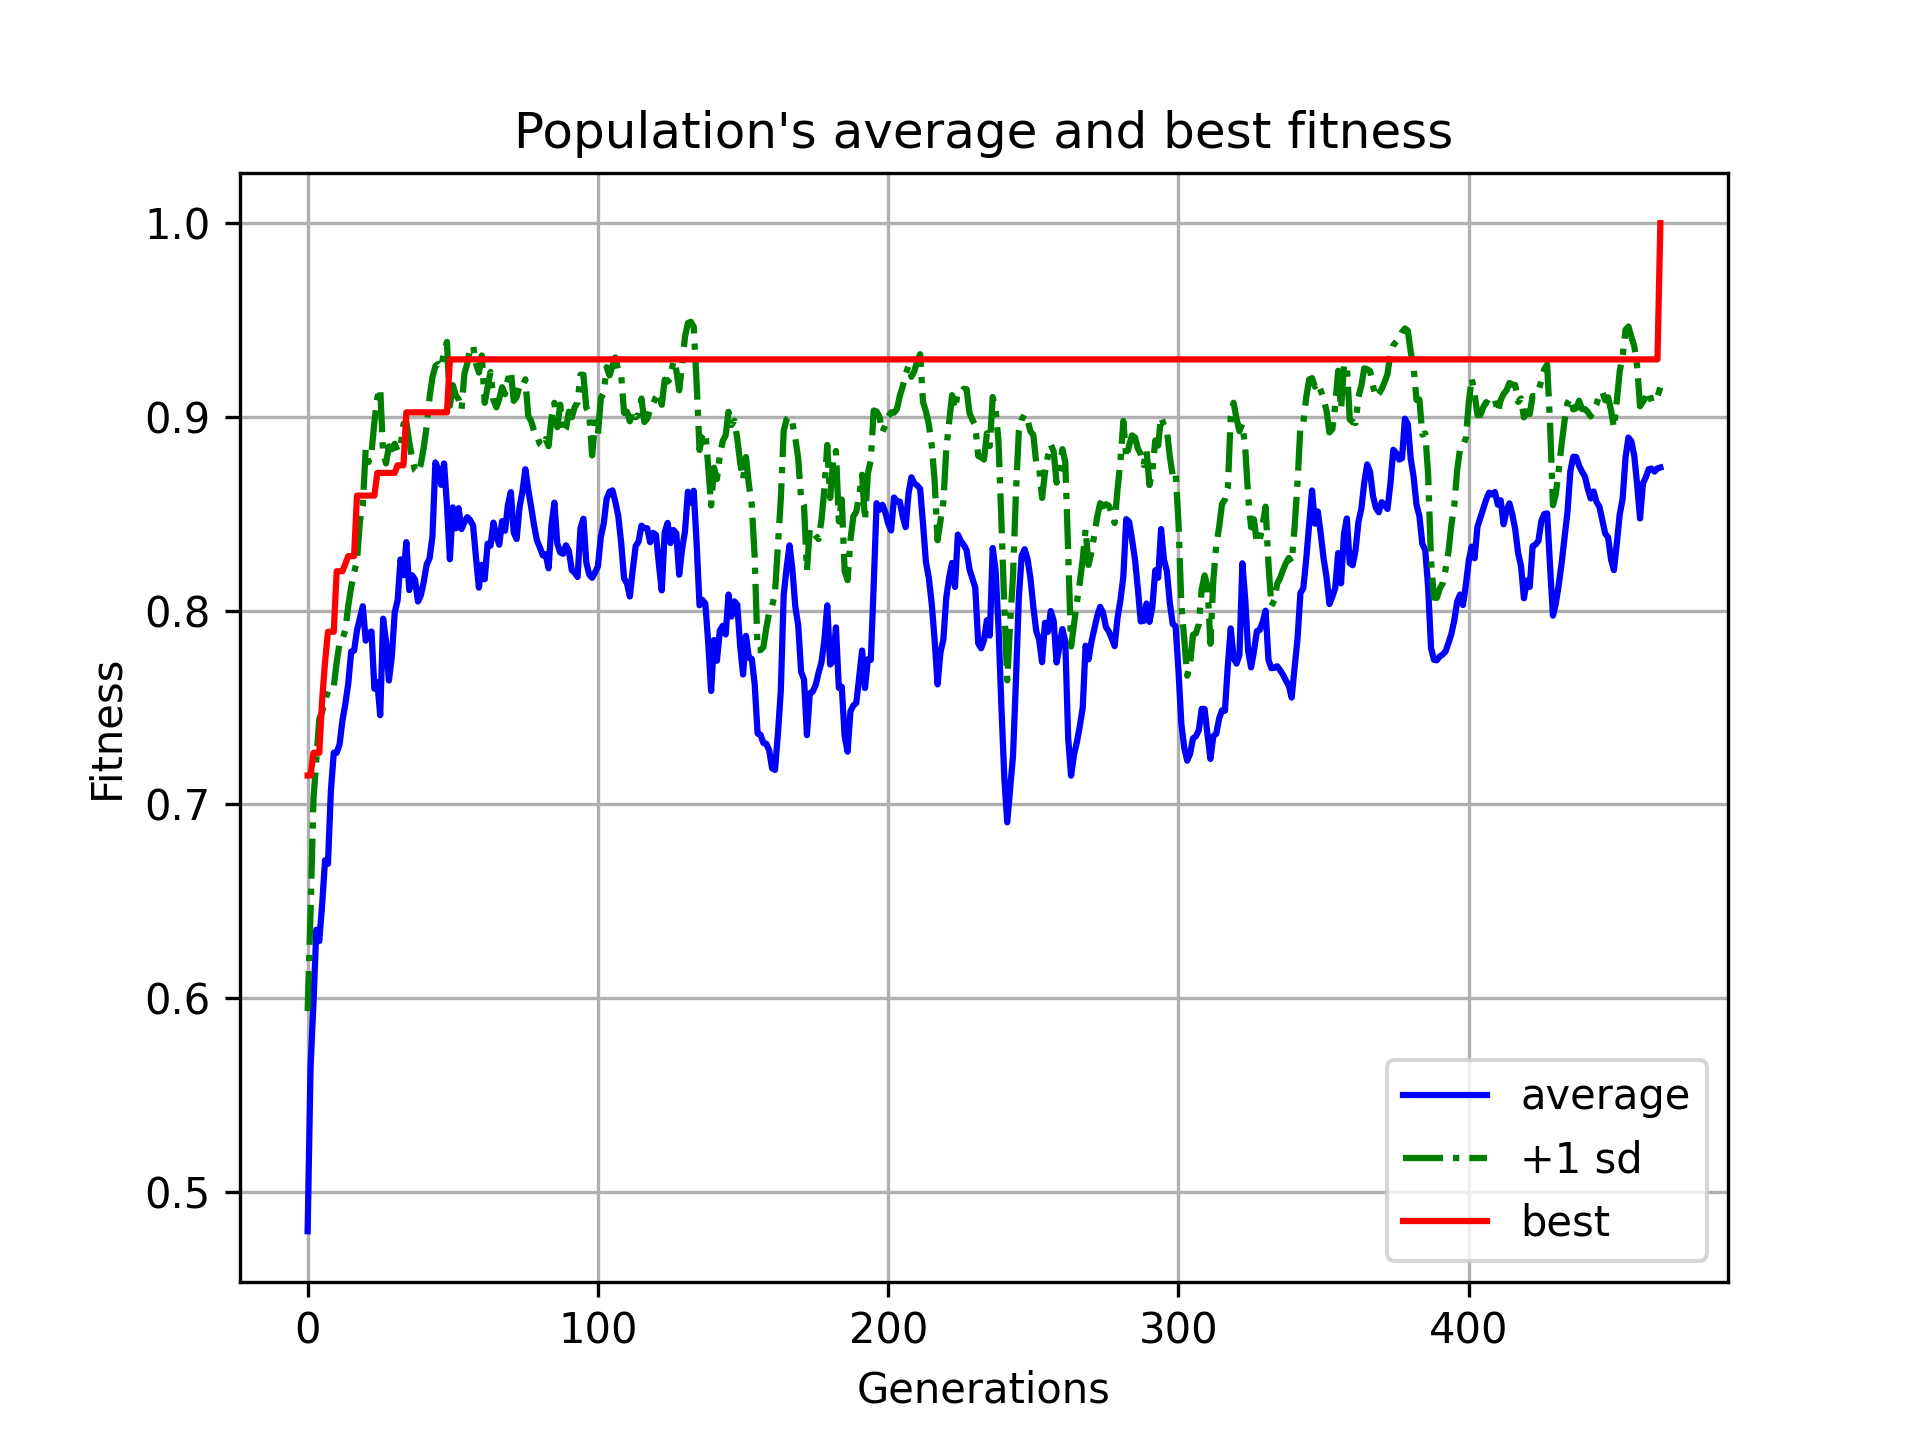 Population's average and best fitness
1.0
0.9
0.8
0.7
0.6
0.5
Fitness
0 100 200 300 400
Generations
average
+1 sd
best